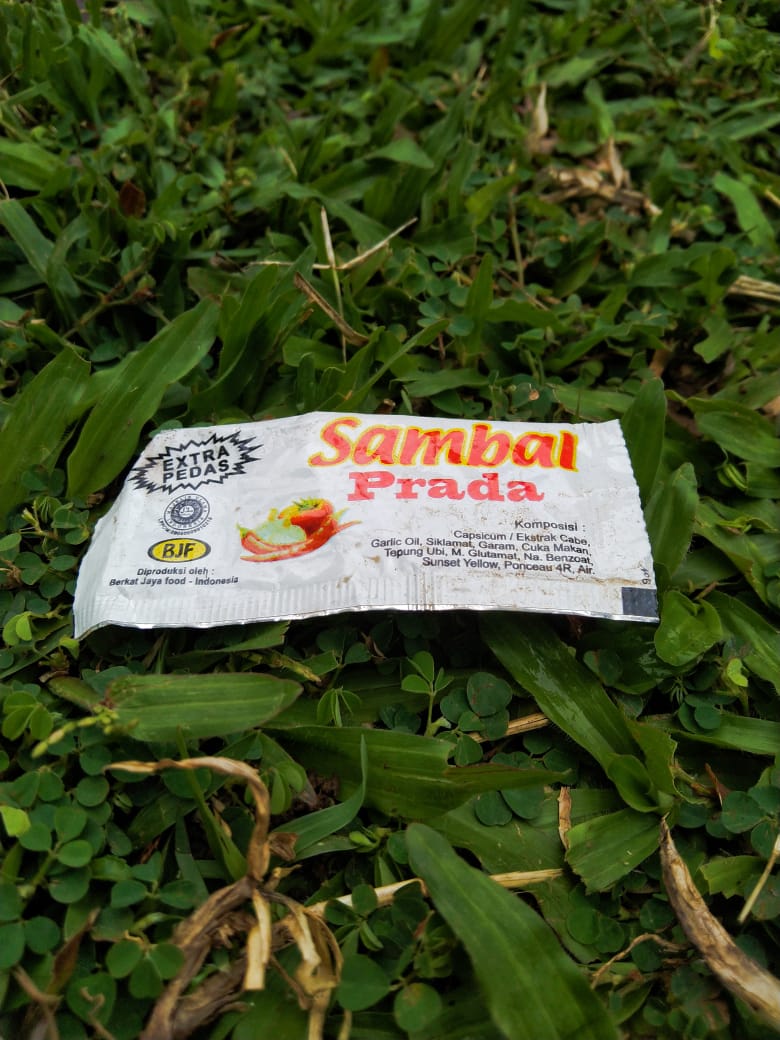 EXTRA
PEDAS
Sambal
Prada
BJF
Diproduksi oleh :
Berkat Jaya food - Indonesia
Komposisi :
Capsicum / Ekstrak Cabe,
Garlic Oil, Siklamat, Garam, Cuka Makan,
Tepung Ubi, M. Glutamat, Na. Benzoat,
Sunset Yellow, Ponceau 4R, Air.